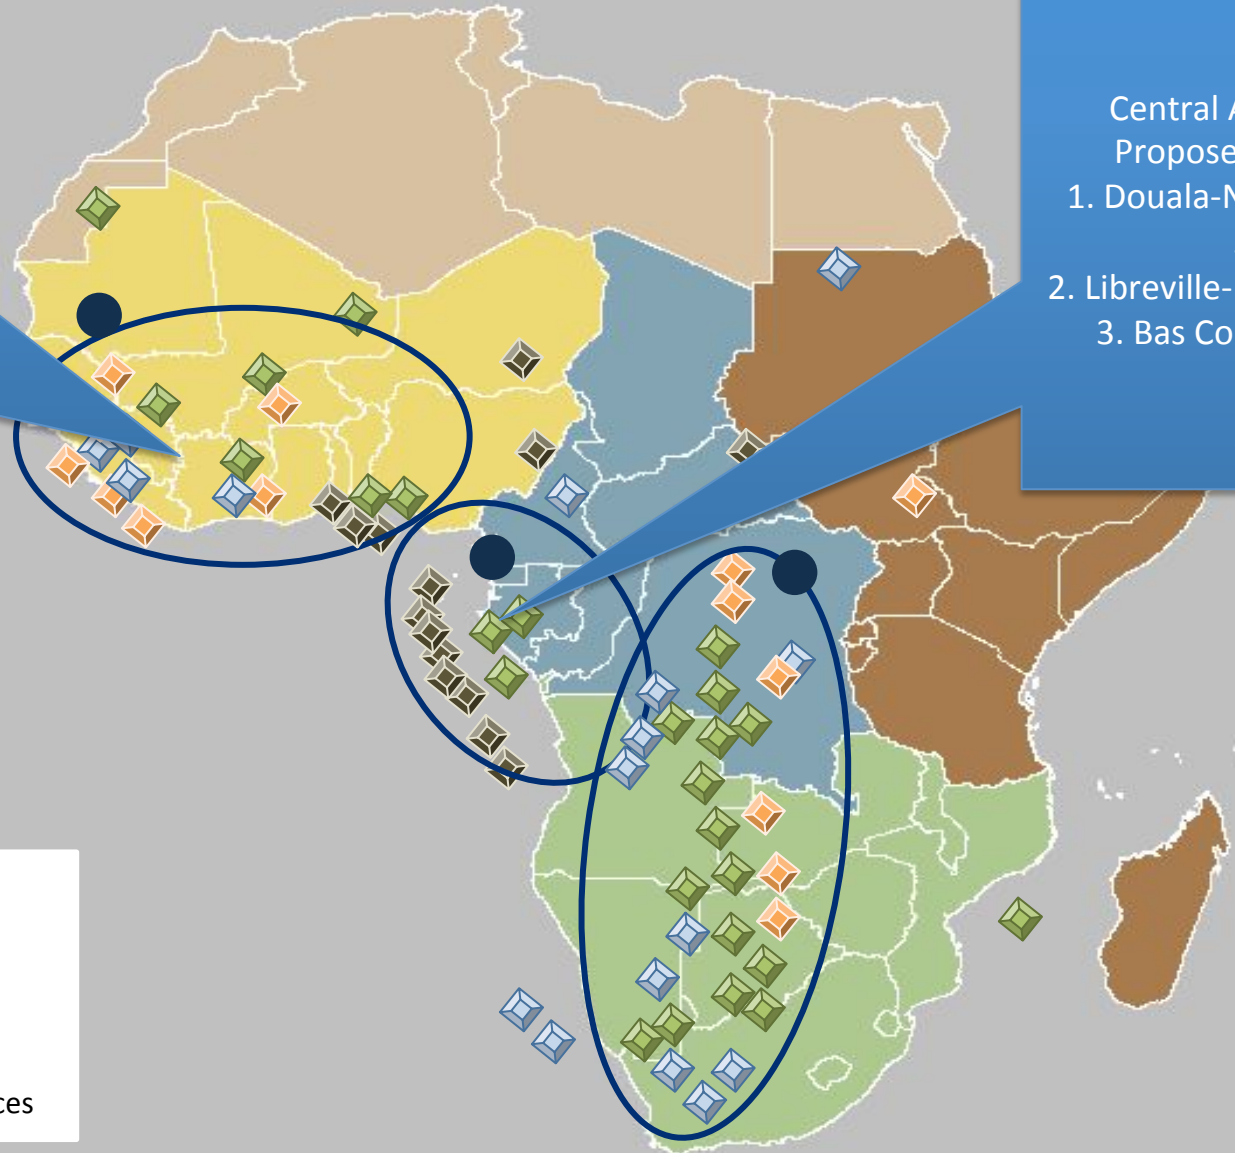 Central
Propose
1. Douala-
2. Libreville-
3. Bas Co
ces